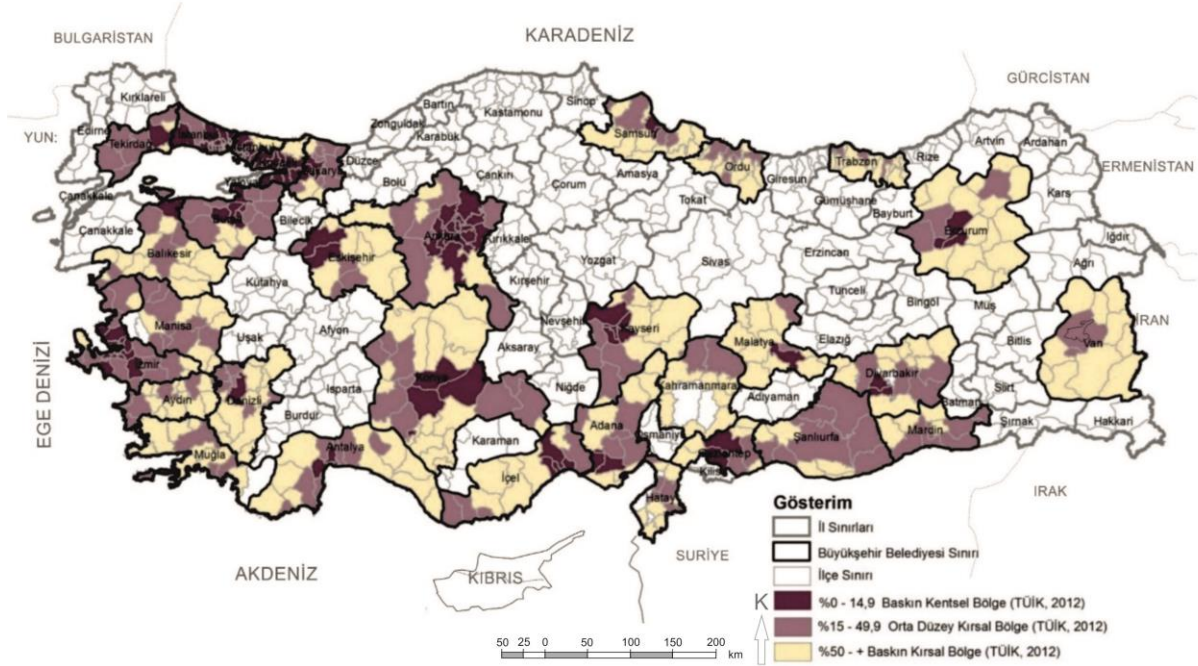 BULGARİSTAN
KARADENİZ
GÜRCİSTAN
YUN:
ERMENİSTAN
İRAN
IRAK
SURİYE
KIBRIS
AKDENİZ
EGE DENİZİ
Kırklareli
Edirne
Tekirdağ
Çanakkale
Çanakkale
Balıkesir
Bursa
Bilecik
Düzce
Bolu
Zonguldak
Bartın
Karabük
Kastamonu
Sinop
Çankırı
Çorum
Samsun
Amasya
Tokat
Ordu
Giresun
Trabzon
Rize
Artvin
Ardahan
Kars
Iğdır
Ağrı
Gümüşhane
Bayburt
Erzurum
Erzincan
Tunceli
Bingöl
Muş
Bitlis
Van
Hakkari
Şırnak
Siirt
Batman
Mardin
Diyarbakır
Elazığ
Malatya
Adıyaman
Şanlıurfa
Kilis
Hatay
Osmaniye
Adana
Kahramanmara
Kayseri
Sivas
Yozgat
Kırşehir
Kırıkkale
Ankara
Eskişehir
Kütahya
Afyon
Uşak
Manisa
İzmir
Aydın
Denizli
Muğla
Burdur
Isparta
Antalya
Konya
Karaman
İçel
Niğde
Aksaray
Nevşehir
Gösterim
İl Sınırları
Büyükşehir Belediyesi Sınırı
İlçe Sınırı
%0 - 14,9 Baskın Kentsel Bölge (TÜİK, 2012)
%15 - 49,9 Orta Düzey Kırsal Bölge (TÜİK, 2012)
%50 - + Baskın Kırsal Bölge (TÜİK, 2012)
K
50 25 0 50 100 150 200
km